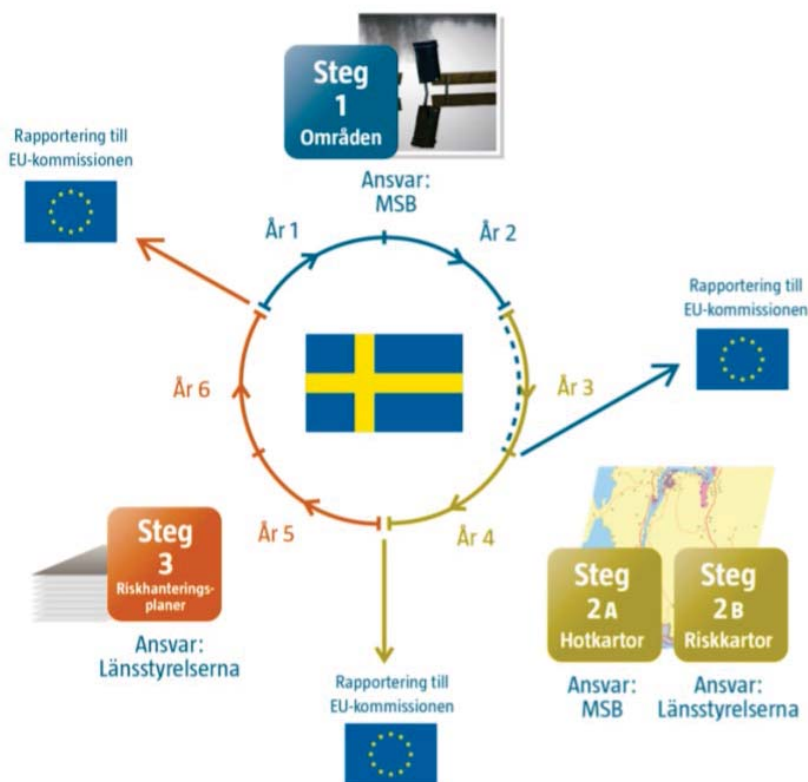 Steg
1
Områden
Ansvar:
MSB
Rapportering till
EU-kommissionen
År 1
År 2
Rapportering till
EU-kommissionen
År 6
År 3
År 5
År 4
Steg
3
Riskhanterings-
planer
Ansvar:
Länsstyrelserna
Steg
2A
Hotkartor
Ansvar:
MSB
Steg
2B
Riskkartor
Ansvar:
Länsstyrelserna
Rapportering till
EU-kommissionen